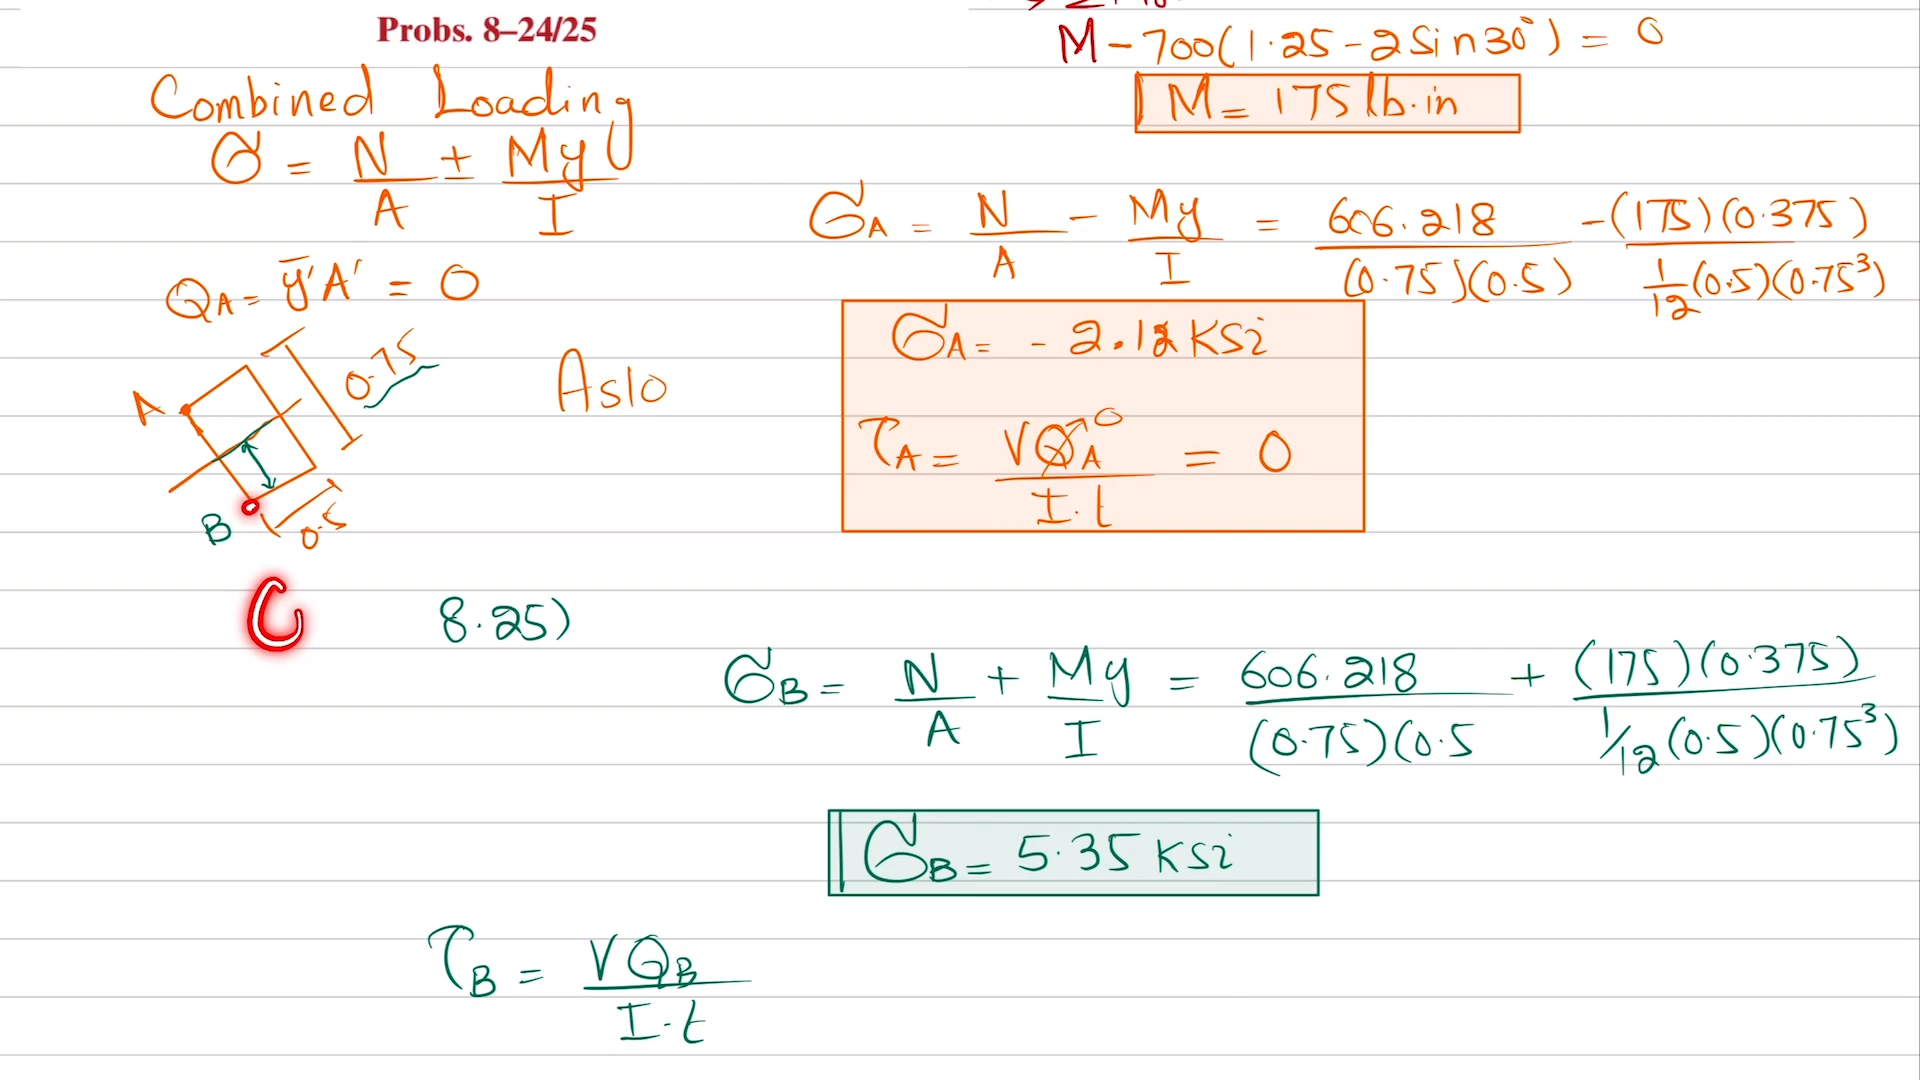 Probs. 8–24/25
M - 700(1.25 - 2 Sin 30°) = 0
M = 175 lb.in
Combined Loading
σ = N/A ± My/I
σA = N/A - My/I = 606.218/(0.75)(0.5) - (175)(0.375)/1/12(0.5)(0.75³)
QA = ȳ'A' = 0
σA = - 2.12 KSi
A
0.75
Aslo
τA = VQA/I.t = 0
0
B
0.5
C
8.25)
σB = N/A + My/I = 606.218/(0.75)(0.5 + (175)(0.375)/1/12(0.5)(0.75³)
σB = 5.35 KSi
τB = VQB/I.t